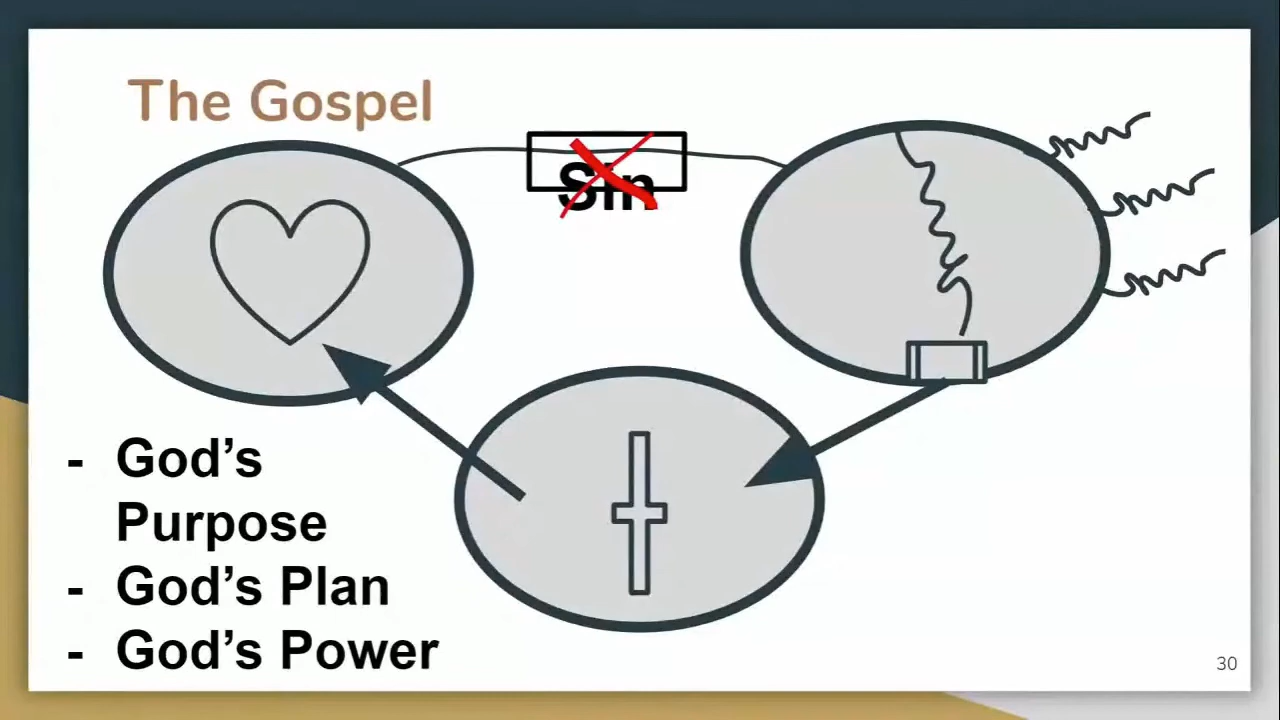 The Gospel
Sin
- God’s
Purpose
- God’s Plan
- God’s Power
30